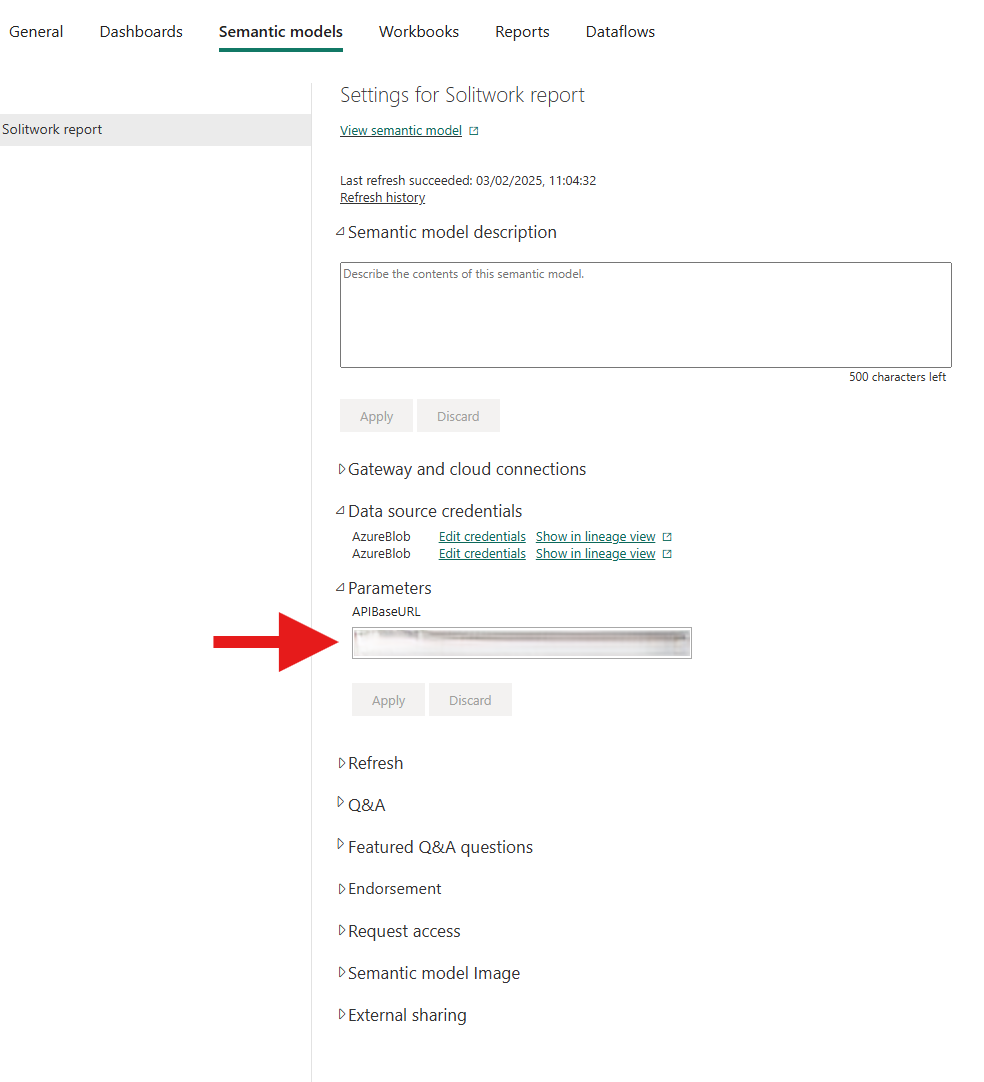 General Dashboards Semantic models Workbooks Reports Dataflows
Solitwork report
Settings for Solitwork report
View semantic model
Last refresh succeeded: 03/02/2025, 11:04:32
Refresh history
Semantic model description
Describe the contents of this semantic model.
500 characters left
Apply Discard
Gateway and cloud connections
Data source credentials
AzureBlob Edit credentials Show in lineage view
AzureBlob Edit credentials Show in lineage view
Parameters
APIBaseURL
Apply Discard
Refresh
Q&A
Featured Q&A questions
Endorsement
Request access
Semantic model Image
External sharing